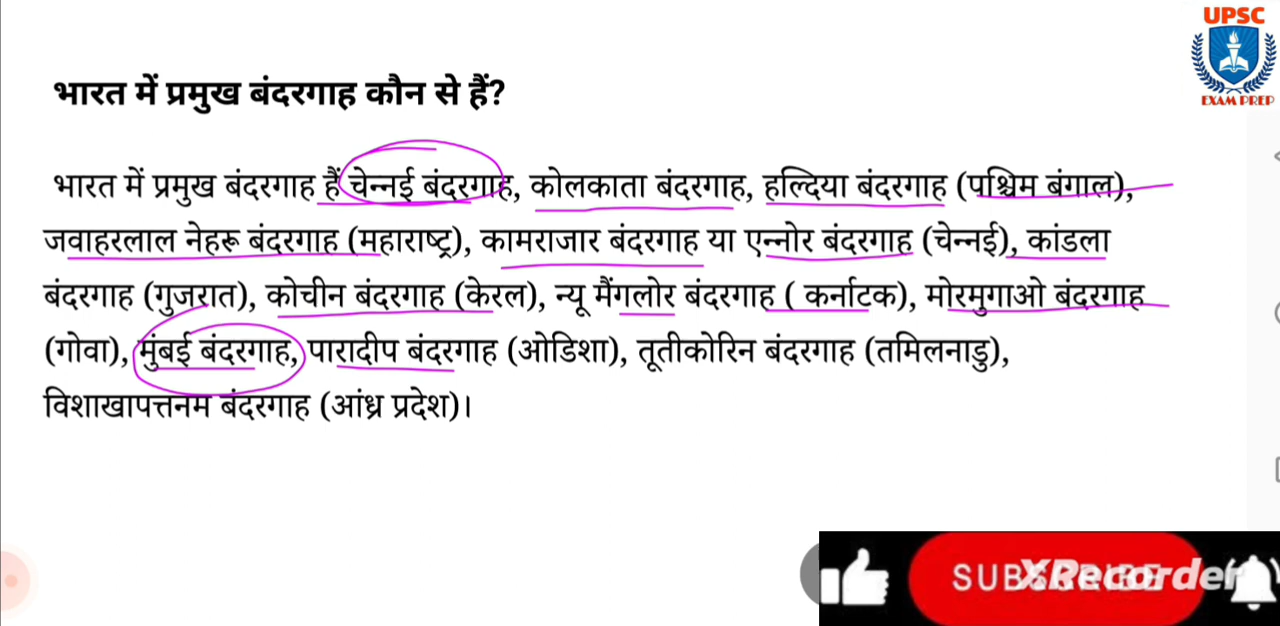 UPSC
EXAM PREP
भारत में प्रमुख बंदरगाह कौन से हैं?
भारत में प्रमुख बंदरगाह हैं चेन्नई बंदरगाह, कोलकाता बंदरगाह, हल्दिया बंदरगाह (पश्चिम बंगाल),
जवाहरलाल नेहरू बंदरगाह (महाराष्ट्र), कामराजार बंदरगाह या एन्नोर बंदरगाह (चेन्नई), कांडला
बंदरगाह (गुजरात), कोचीन बंदरगाह (केरल), न्यू मैंगलोर बंदरगाह ( कर्नाटक), मोरमुगाओ बंदरगाह
(गोवा), मुंबई बंदरगाह, पारादीप बंदरगाह (ओडिशा), तूतीकोरिन बंदरगाह (तमिलनाडु),
विशाखापत्तनम बंदरगाह (आंध्र प्रदेश)।
SUBSCRIBE
XRecorder